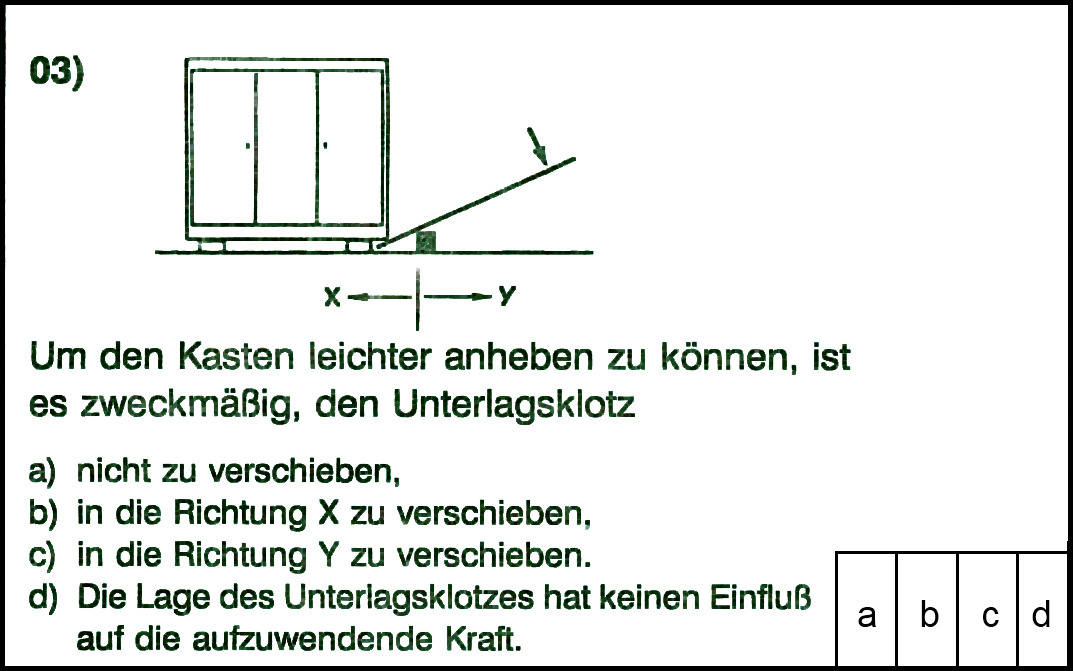 03)
X Y
Um den Kasten leichter anheben zu können, ist
es zweckmäßig, den Unterlagsklotz
a) nicht zu verschieben,
b) in die Richtung X zu verschieben,
c) in die Richtung Y zu verschieben.
d) Die Lage des Unterlagsklotzes hat keinen Einfluß
auf die aufzuwendende Kraft.
a b c d